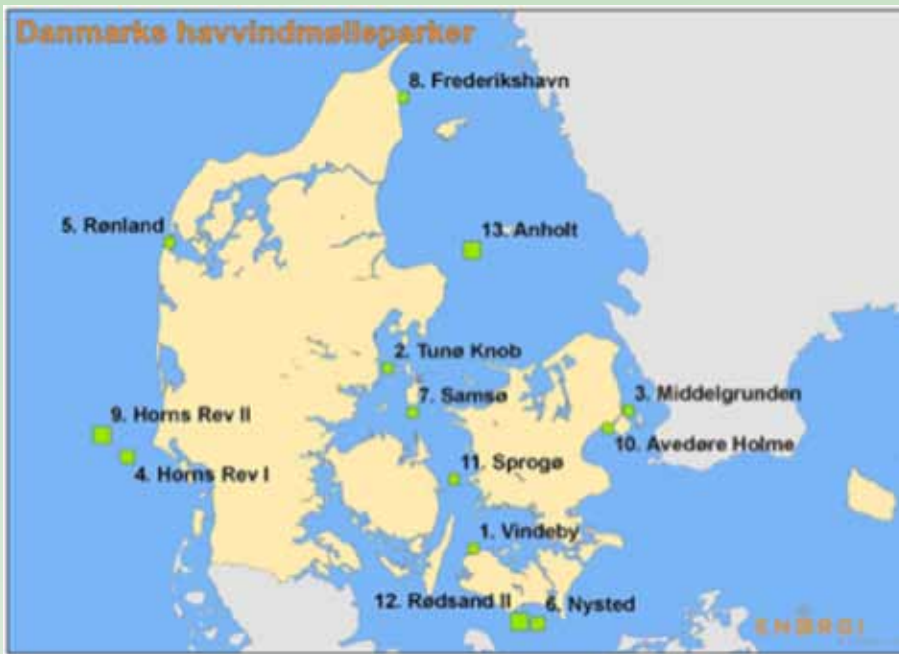 Danmarks havvindmølleparker
8. Frederikshavn
5. Rønland
13. Anholt
2. Tunø Knob
7. Samsø
3. Middelgrunden
9. Horns Rev II
10. Avedøre Holme
4. Horns Rev I
11. Sprogø
1. Vindeby
12. Rødsand II
6. Nysted